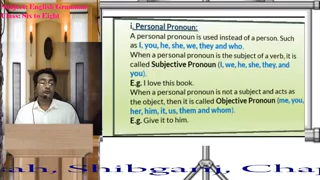 Subject: English Grammar
Class: Six to Eight
i. Personal Pronoun:
A personal pronoun is used instead of a person. Such
as I, you, he, she, we, they and who.
When a personal pronoun is the subject of a verb, it is
called Subjective Pronoun (I, we, he, she, they, and
you).
E.g. I love this book.
When a personal pronoun is not a subject and acts as
the object, then it is called Objective Pronoun (me, you,
her, him, it, us, them and whom).
E.g. Give it to him.
ah, Shibganj, Chap